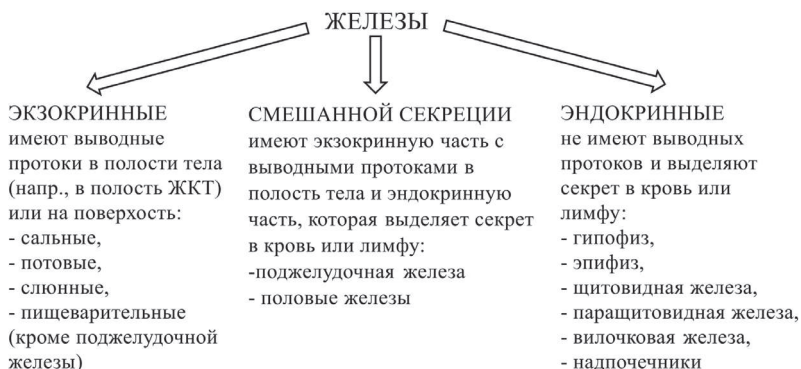 ЖЕЛЕЗЫ
ЭКЗОКРИННЫЕ
имеют выводные
протоки в полости тела
(напр., в полость ЖКТ)
или на поверхость:
- сальные,
- потовые,
- слюнные,
- пищеварительные
(кроме поджелудочной
железы)
СМЕШАННОЙ СЕКРЕЦИИ
имеют экзокринную часть с
выводными протоками в
полость тела и эндокринную
часть, которая выделяет секрет
в кровь или лимфу:
-поджелудочная железа
- половые железы
ЭНДОКРИННЫЕ
не имеют выводных
протоков и выделяют
секрет в кровь или
лимфу:
- гипофиз,
- эпифиз,
- щитовидная железа,
- паращитовидная железа,
- вилочковая железа,
- надпочечники